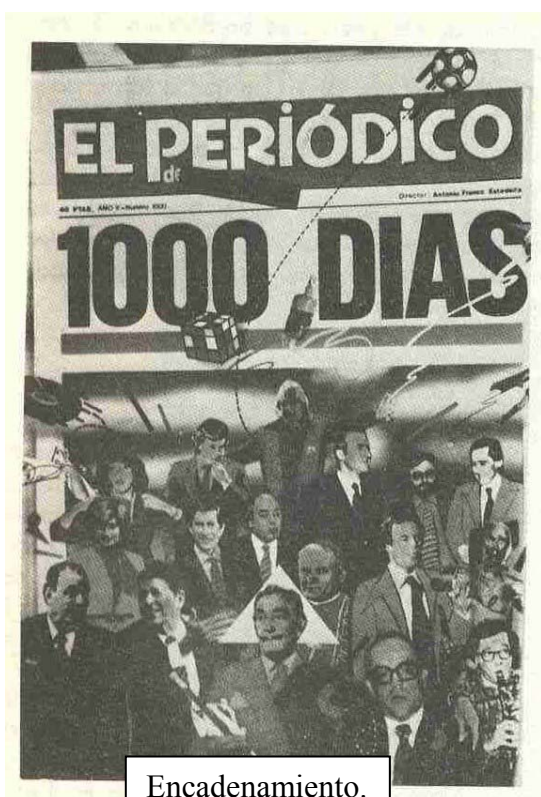 EL PERIÓDICO
de
40 PTAS. AÑO V - Número 1000
Director: Antonio Franco Estadella
1000 DIAS
Encadenamiento.